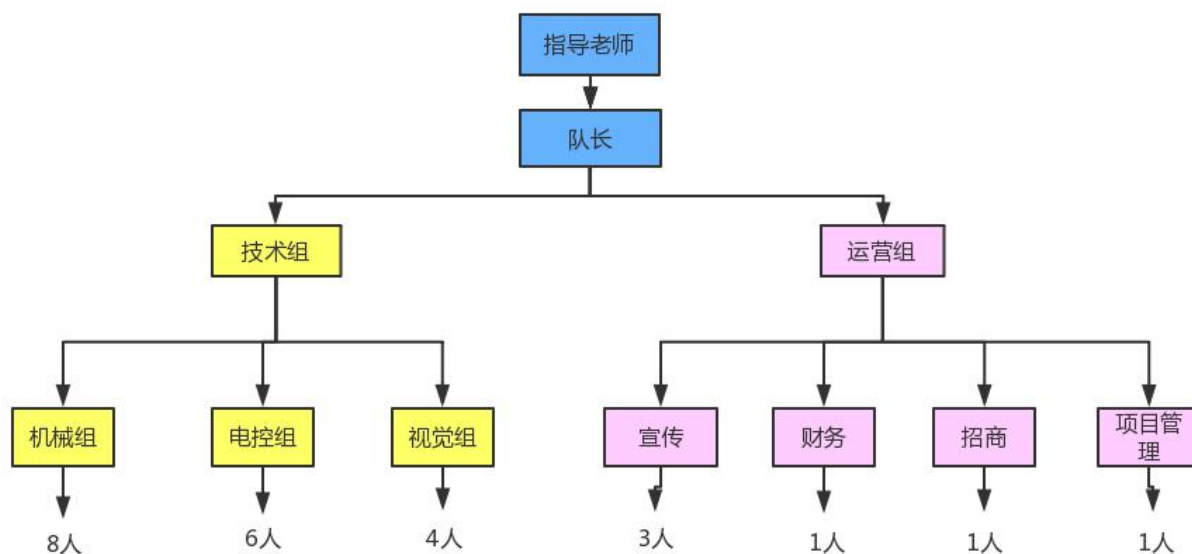 指导老师
队长
技术组
运营组
机械组
电控组
视觉组
宣传
财务
招商
项目管
理
8人
6人
4人
3人
1人
1人
1人